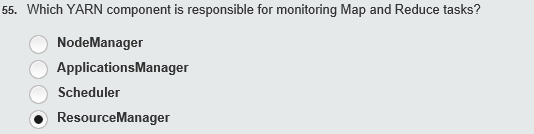 55. Which YARN component is responsible for monitoring Map and Reduce tasks?
NodeManager
ApplicationsManager
Scheduler
ResourceManager